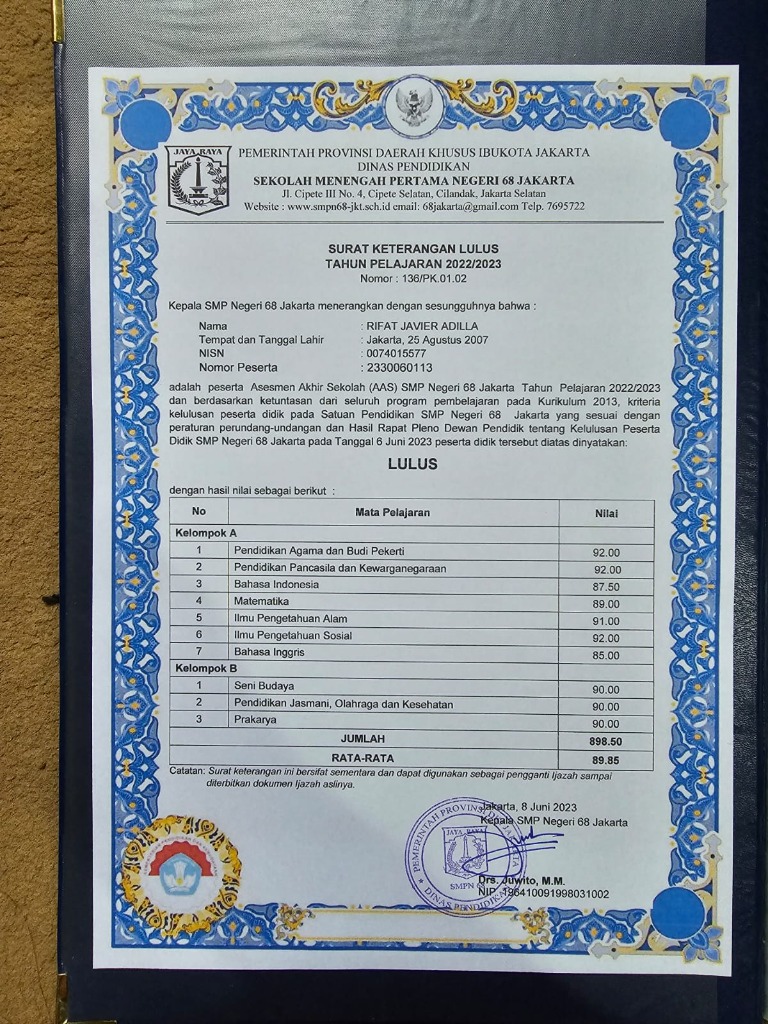 JAYA RAYA
PEMERINTAH PROVINSI DAERAH KHUSUS IBUKOTA JAKARTA
DINAS PENDIDIKAN
SEKOLAH MENENGAH PERTAMA NEGERI 68 JAKARTA
Jl. Cipete III No. 4, Cipete Selatan, Cilandak, Jakarta Selatan
Website : www.smpn68-jkt.sch.id email: 68jakarta@gmail.com Telp. 7695722
SURAT KETERANGAN LULUS
TAHUN PELAJARAN 2022/2023
Nomor : 136/PK.01.02
Kepala SMP Negeri 68 Jakarta menerangkan dengan sesungguhnya bahwa :
Nama : RIFAT JAVIER ADILLA
Tempat dan Tanggal Lahir : Jakarta, 25 Agustus 2007
NISN : 0074015577
Nomor Peserta : 2330060113
adalah peserta Asesmen Akhir Sekolah (AAS) SMP Negeri 68 Jakarta Tahun Pelajaran 2022/2023
dan berdasarkan ketuntasan dari seluruh program pembelajaran pada Kurikulum 2013, kriteria
kelulusan peserta didik pada Satuan Pendidikan SMP Negeri 68 Jakarta yang sesuai dengan
peraturan perundang-undangan dan Hasil Rapat Pleno Dewan Pendidik tentang Kelulusan Peserta
Didik SMP Negeri 68 Jakarta pada Tanggal 6 Juni 2023 peserta didik tersebut diatas dinyatakan:
LULUS
dengan hasil nilai sebagai berikut :
No Mata Pelajaran Nilai
Kelompok A
1 Pendidikan Agama dan Budi Pekerti 92.00
2 Pendidikan Pancasila dan Kewarganegaraan 92.00
3 Bahasa Indonesia 87.50
4 Matematika 89.00
5 Ilmu Pengetahuan Alam 91.00
6 Ilmu Pengetahuan Sosial 92.00
7 Bahasa Inggris 85.00
Kelompok B
1 Seni Budaya 90.00
2 Pendidikan Jasmani, Olahraga dan Kesehatan 90.00
3 Prakarya 90.00
JUMLAH 898.50
RATA-RATA 89.85
Catatan: Surat keterangan ini bersifat sementara dan dapat digunakan sebagai pengganti Ijazah sampai
diterbitkan dokumen Ijazah aslinya.
Jakarta, 8 Juni 2023
Kepala SMP Negeri 68 Jakarta
PEMERINTAH PROVINSI
JAYA RAYA
SMPN
DINAS PENDIDIKAN
Drs. Juwito, M.M.
NIP. 196410091998031002